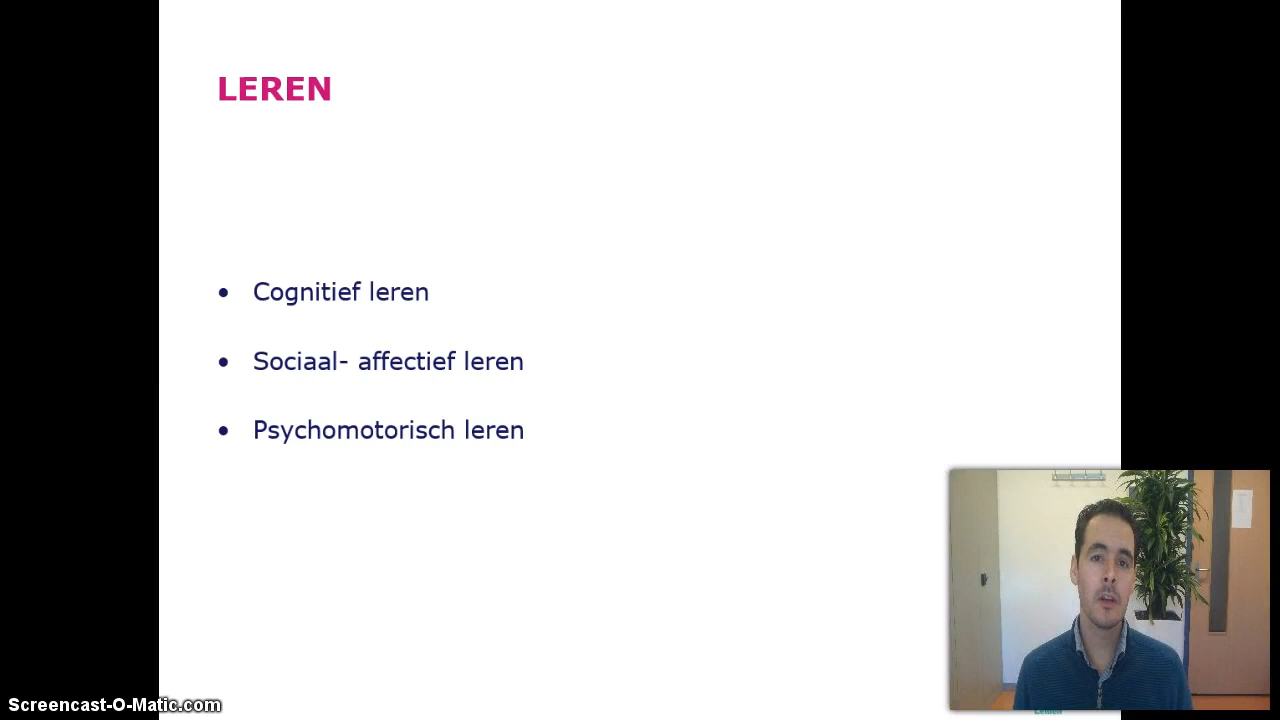 LEREN
• Cognitief leren
• Sociaal- affectief leren
• Psychomotorisch leren
Screencast-O-Matic.com